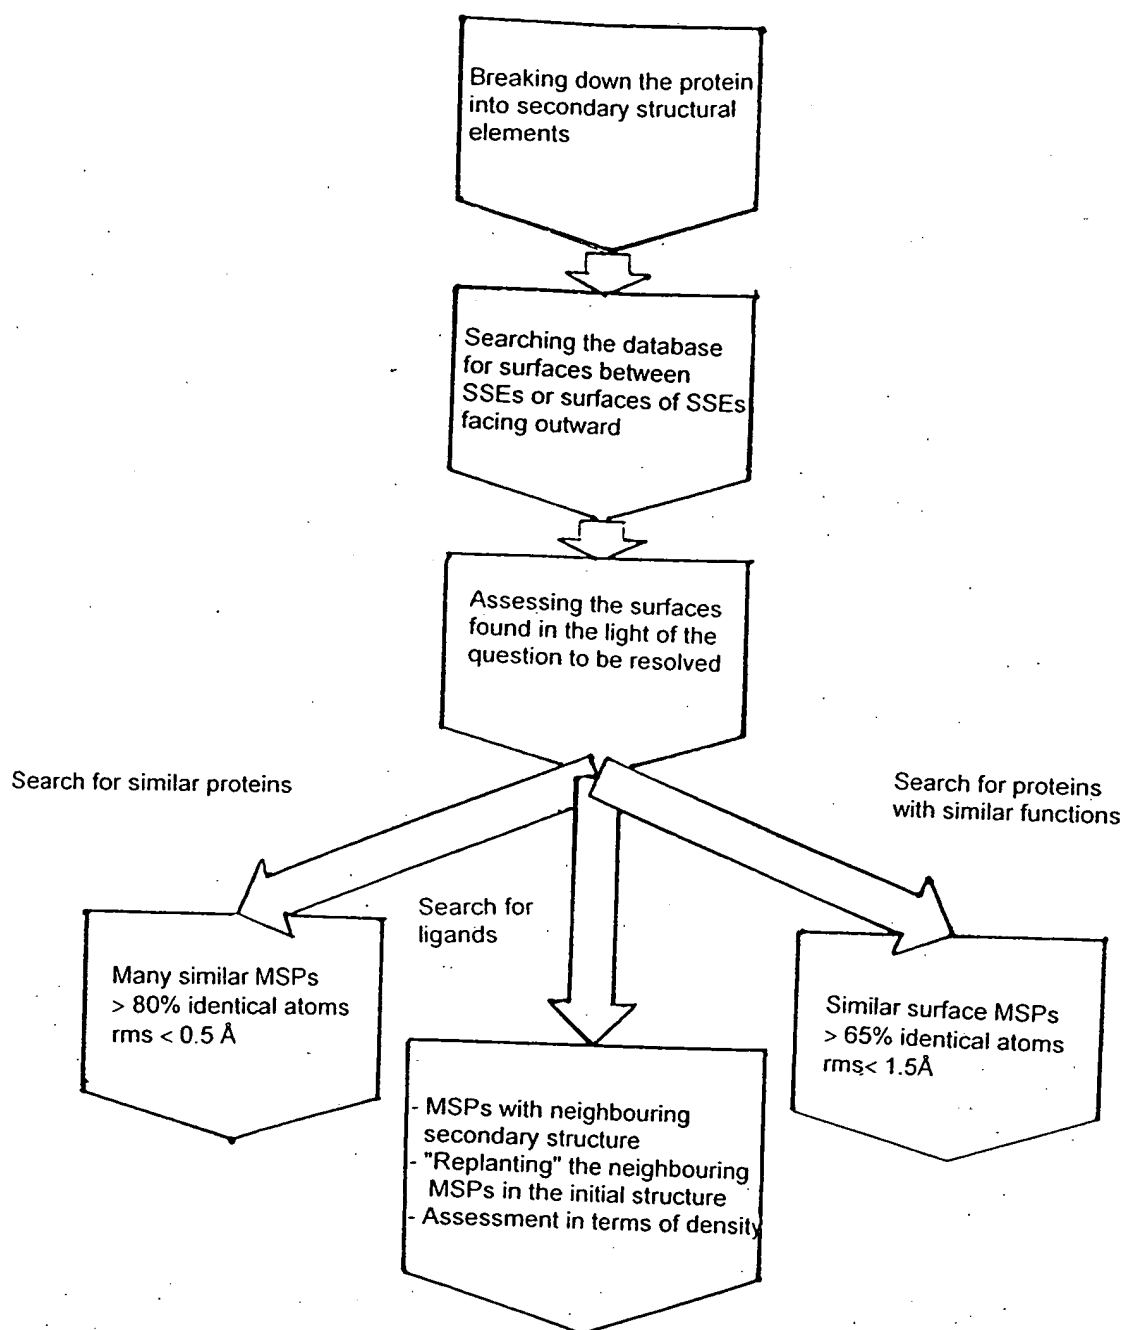 Breaking down the protein
into secondary structural
elements
Searching the database
for surfaces between
SSEs or surfaces of SSEs
facing outward
Assessing the surfaces
found in the light of the
question to be resolved
Search for similar proteins
Search for proteins
with similar functions
Search for
ligands
Many similar MSPs
> 80% identical atoms
rms < 0.5 Å
Similar surface MSPs
> 65% identical atoms
rms< 1.5Å
- MSPs with neighbouring
secondary structure
- "Replanting" the neighbouring
MSPs in the initial structure
- Assessment in terms of density